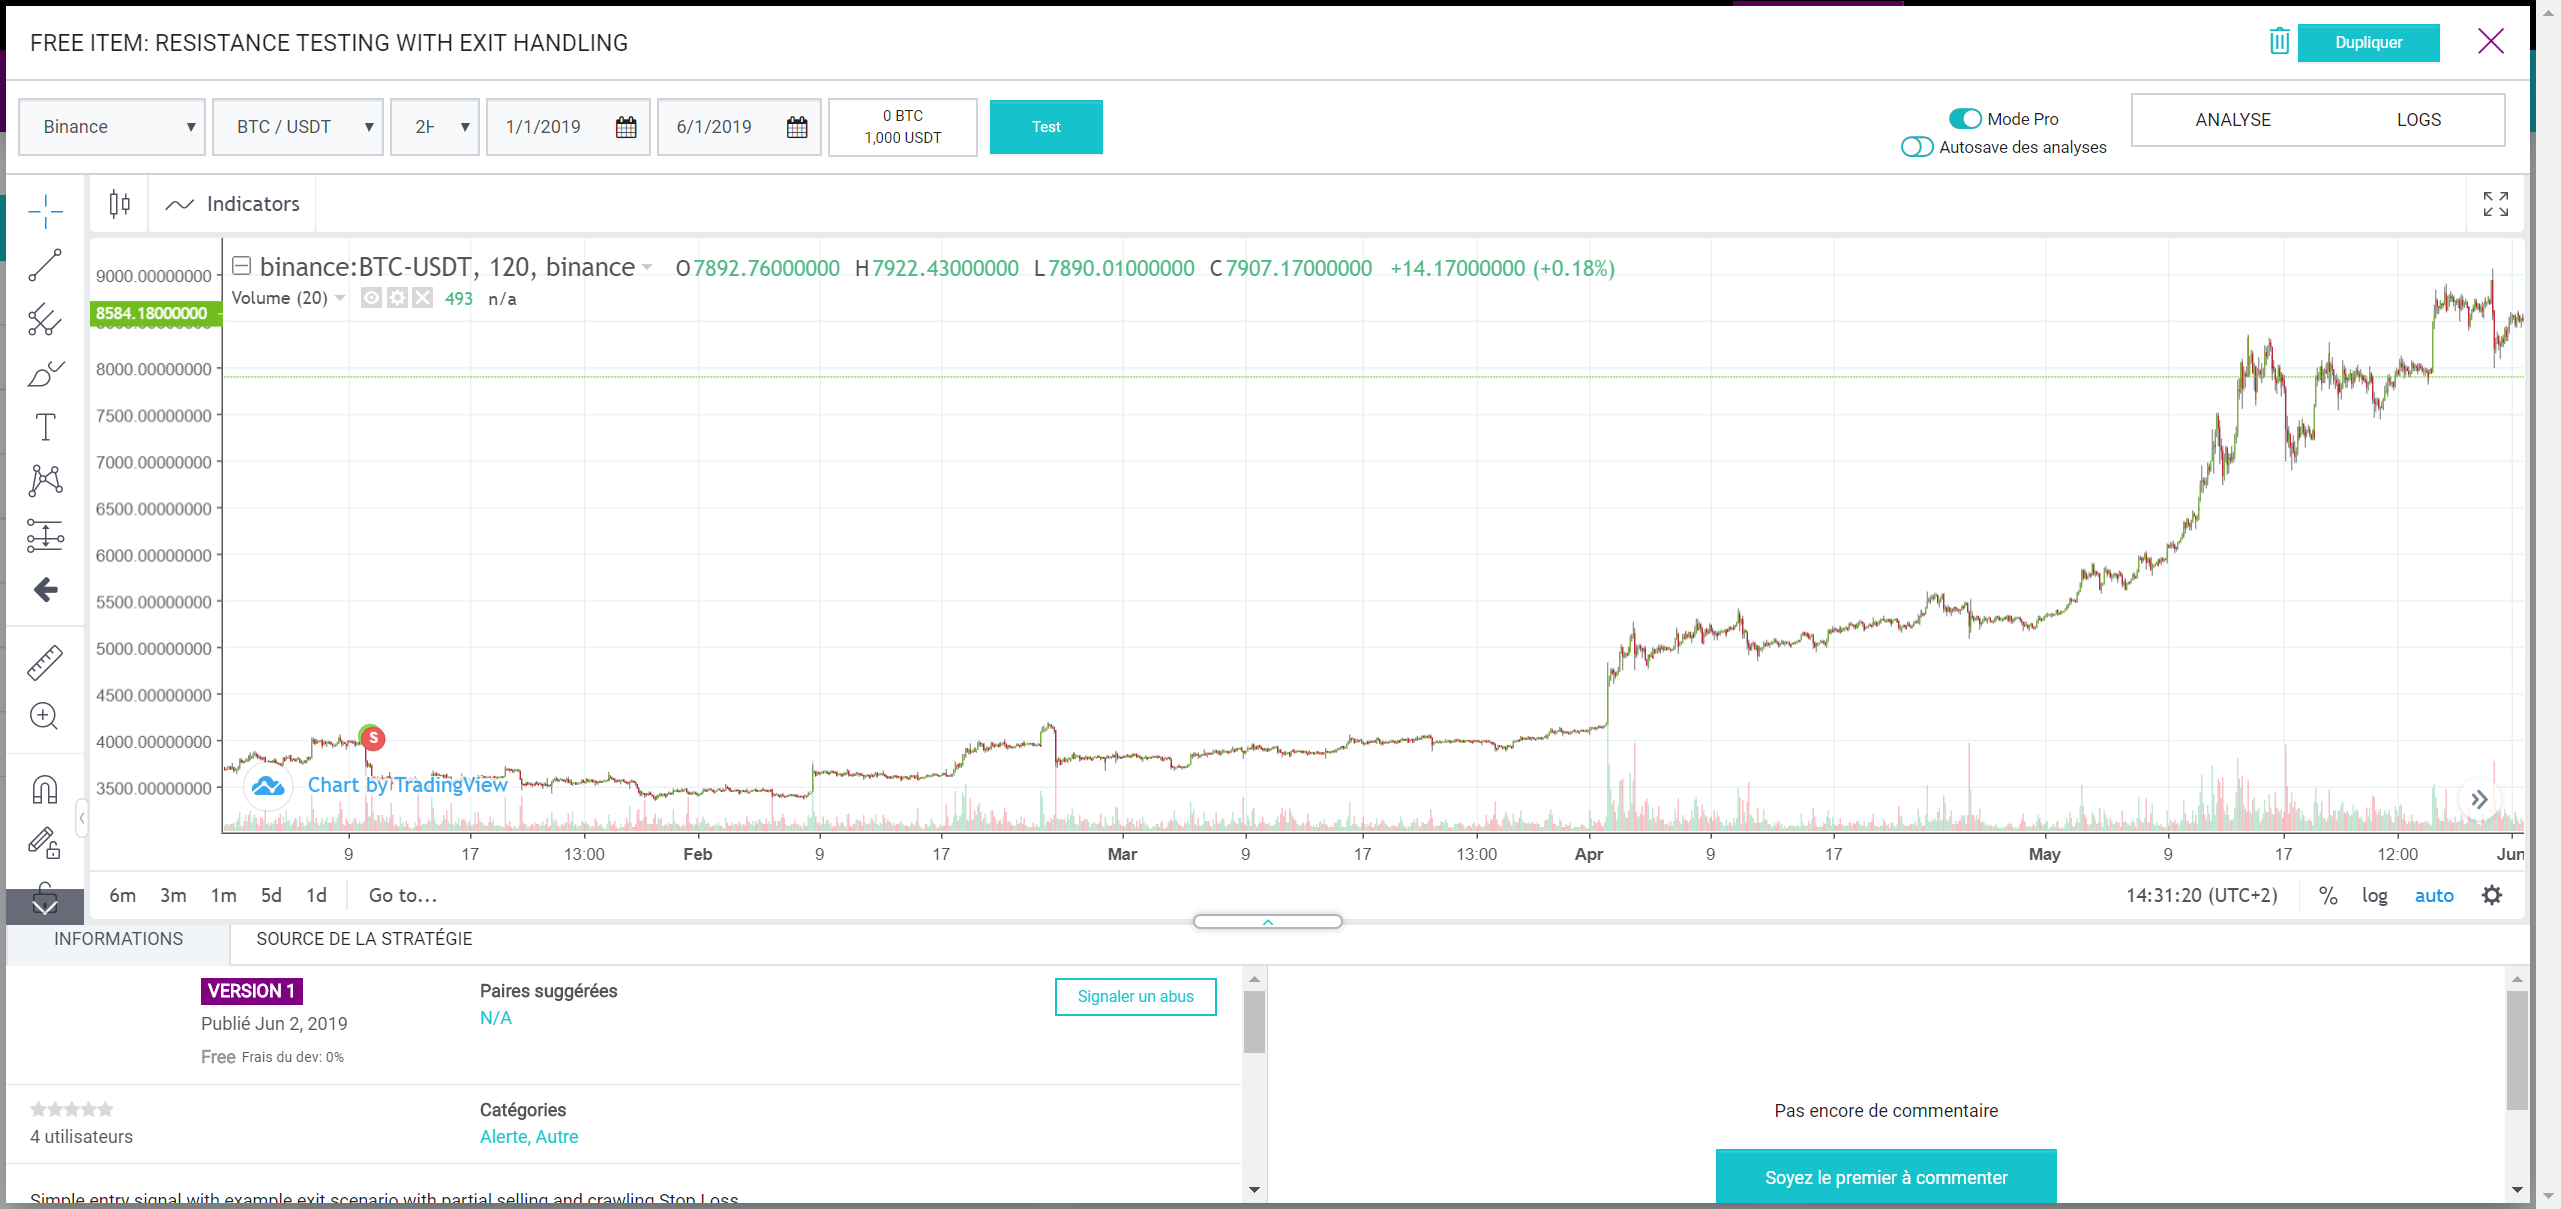 FREE ITEM: RESISTANCE TESTING WITH EXIT HANDLING
Dupliquer
Binance
BTC / USDT
1/1/2019
6/1/2019
0 BTC
1,000 USDT
Test
Mode Pro
Autosave des analyses
ANALYSE
LOGS
Indicators
binance:BTC-USDT, 120, binance O7892.76000000 H7922.43000000 L7890.01000000 C7907.17000000 +14.17000000 (+0.18%)
Volume (20) 493 n/a
9000.00000000
8584.18000000
8000.00000000
7500.00000000
7000.00000000
6500.00000000
6000.00000000
5500.00000000
5000.00000000
4500.00000000
4000.00000000
3500.00000000
S
Chart by TradingView
9 17 13:00 Feb 9 17 Mar 9 17 13:00 Apr 9 17 May 9 17 12:00 Jun
6m 3m 1m 5d 1d Go to...
14:31:20 (UTC+2) % log auto
INFORMATIONS
SOURCE DE LA STRATÉGIE
VERSION 1
Publié Jun 2, 2019
Free Frais du dev: 0%
Paires suggérées
N/A
Signaler un abus
4 utilisateurs
Catégories
Alerte, Autre
Simple entry signal with example exit scenario with partial selling and crawling Stop Loss
Pas encore de commentaire
Soyez le premier à commenter